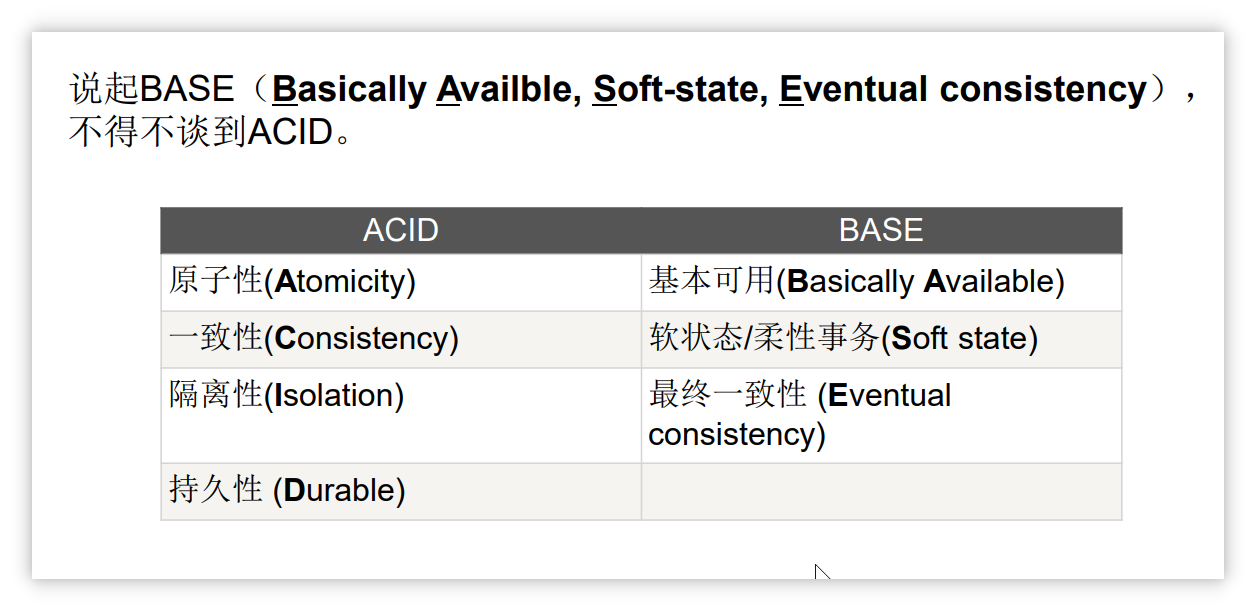 说起BASE（Basically Availble, Soft-state, Eventual consistency），
不得不谈到ACID。
ACID BASE
原子性(Atomicity) 基本可用(Basically Available)
一致性(Consistency) 软状态/柔性事务(Soft state)
隔离性(Isolation) 最终一致性 (Eventual
consistency)
持久性 (Durable)